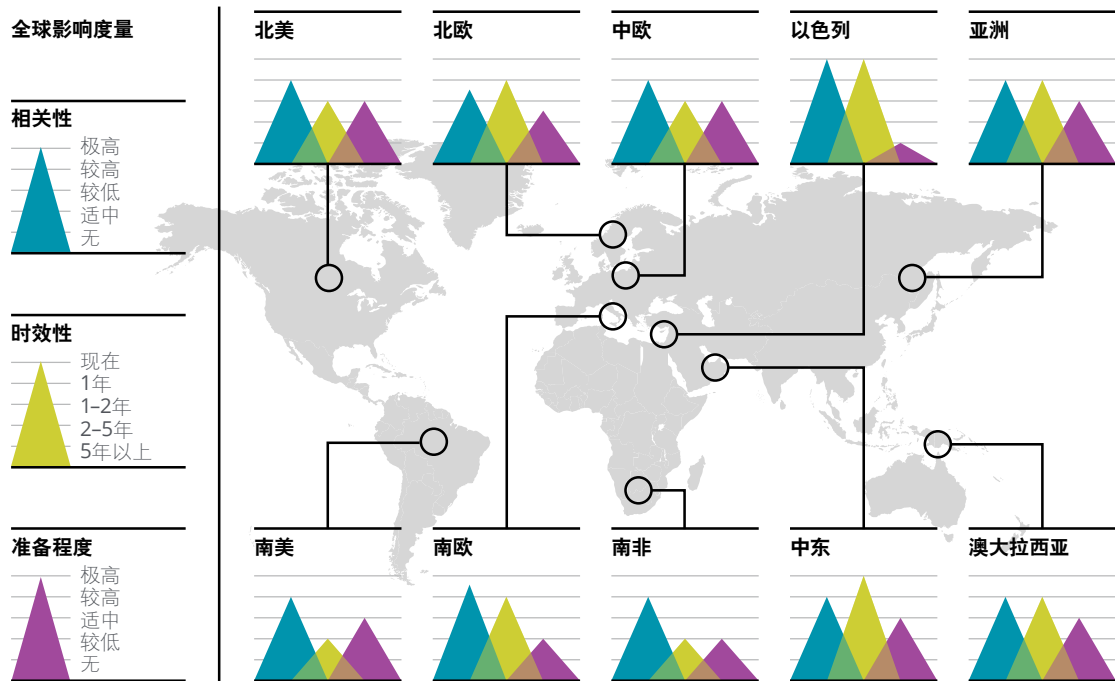 全球影响度量
相关性
极高
较高
较低
适中
无
时效性
现在
1年
1–2年
2–5年
5年以上
准备程度
极高
较高
适中
较低
无
北美
北欧
中欧
以色列
亚洲
南美
南欧
南非
中东
澳大拉西亚